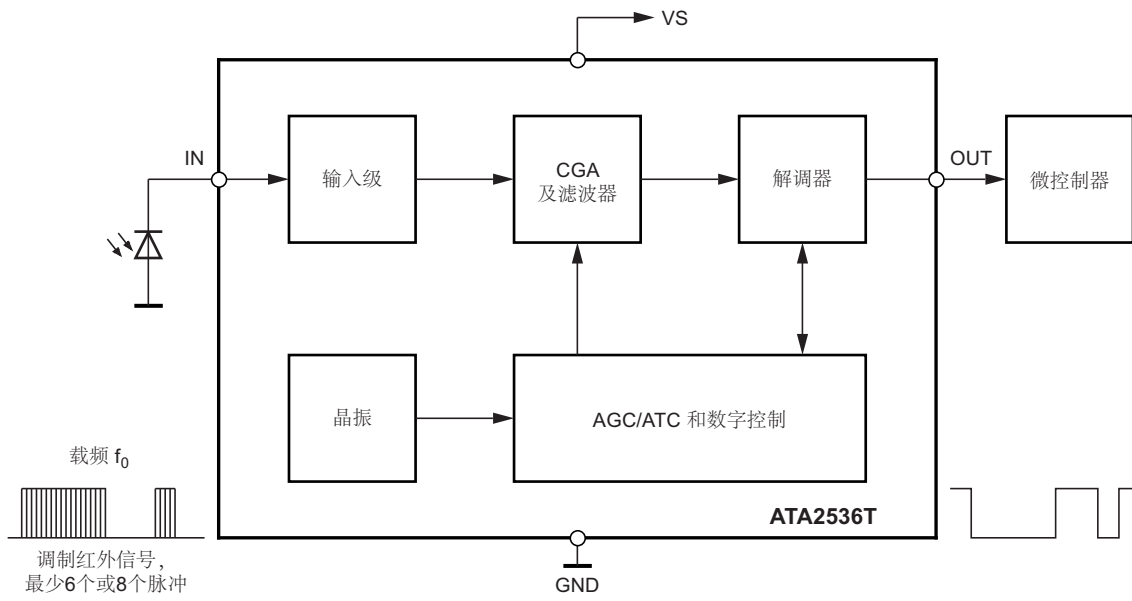 VS
IN
输入级
CGA
及滤波器
解调器
OUT
微控制器
晶振
AGC/ATC 和数字控制
载频 f₀
ATA2536T
调制红外信号，
最少6个或8个脉冲
GND